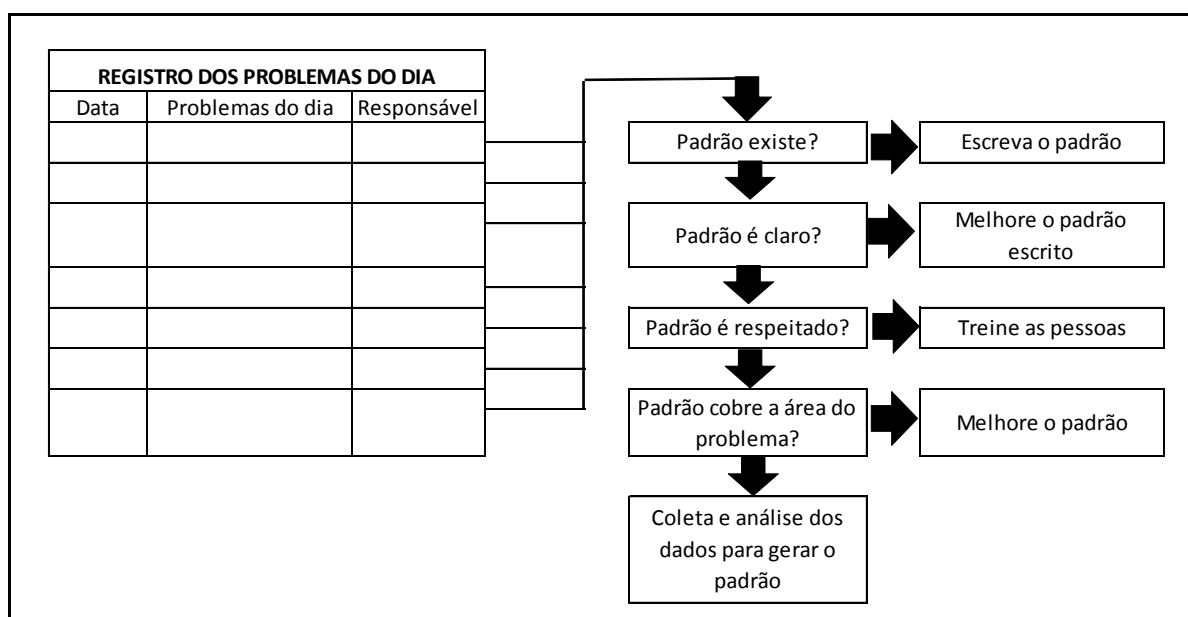 REGISTRO DOS PROBLEMAS DO DIA
Data Problemas do dia Responsável
Padrão existe?
Escreva o padrão
Padrão é claro?
Melhore o padrão
escrito
Padrão é respeitado?
Treine as pessoas
Padrão cobre a área do
problema?
Melhore o padrão
Coleta e análise dos
dados para gerar o
padrão